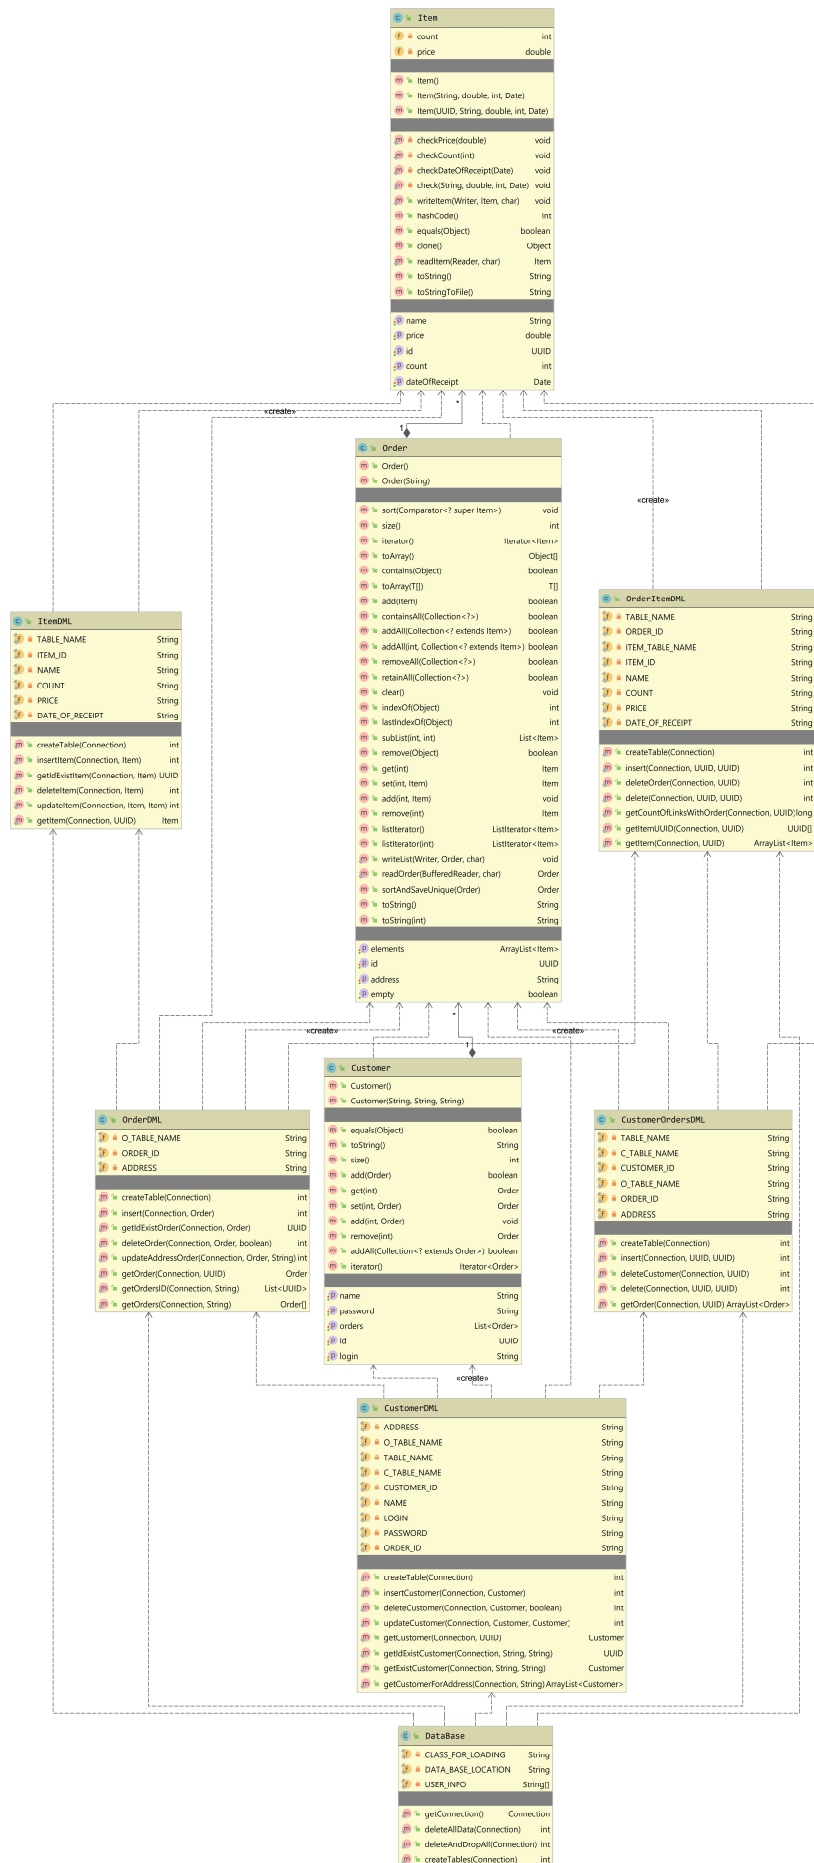 Item
count int
price double
Item()
Item(String, double, int, Date)
Item(UUID, String, double, int, Date)
checkPrice(double) void
checkCount(int) void
checkDateOfReceipt(Date) void
check(String, double, int, Date) void
writeItem(Writer, Item, char) void
hashCode() int
equals(Object) boolean
clone() Object
readItem(Reader, char) Item
toString() String
toStringToFile() String
name String
price double
id UUID
count int
dateOfReceipt Date
«create»
*
1
Order
Order()
Order(String)
sort(Comparator<? super Item>) void
size() int
iterator() Iterator<Item>
toArray() Object[]
contains(Object) boolean
toArray(T[]) T[]
add(Item) boolean
containsAll(Collection<?>) boolean
addAll(Collection<? extends Item>) boolean
addAll(int, Collection<? extends Item>) boolean
removeAll(Collection<?>) boolean
retainAll(Collection<?>) boolean
clear() void
indexOf(Object) int
lastIndexOf(Object) int
subList(int, int) List<Item>
remove(Object) boolean
get(int) Item
set(int, Item) Item
add(int, Item) void
remove(int) Item
listIterator() ListIterator<Item>
listIterator(int) ListIterator<Item>
writeList(Writer, Order, char) void
readOrder(BufferedReader, char) Order
sortAndSaveUnique(Order) Order
toString() String
toString(int) String
elements ArrayList<Item>
id UUID
address String
empty boolean
«create»
OrderItemDML
TABLE_NAME String
ORDER_ID String
ITEM_TABLE_NAME String
ITEM_ID String
NAME String
COUNT String
PRICE String
DATE_OF_RECEIPT String
createTable(Connection) int
insert(Connection, UUID, UUID) int
deleteOrder(Connection, UUID) int
delete(Connection, UUID, UUID) int
getCountOfLinksWithOrder(Connection, UUID) long
getItemUUID(Connection, UUID) UUID[]
getItem(Connection, UUID) ArrayList<Item>
ItemDML
TABLE_NAME String
ITEM_ID String
NAME String
COUNT String
PRICE String
DATE_OF_RECEIPT String
createTable(Connection) int
insertItem(Connection, Item) int
getIdExistItem(Connection, Item) UUID
deleteItem(Connection, Item) int
updateItem(Connection, Item, Item) int
getItem(Connection, UUID) Item
«create»
*
«create»
1
Customer
Customer()
Customer(String, String, String)
equals(Object) boolean
toString() String
size() int
add(Order) boolean
get(int) Order
set(int, Order) Order
add(int, Order) void
remove(int) Order
addAll(Collection<? extends Order>) boolean
iterator() Iterator<Order>
name String
password String
orders List<Order>
id UUID
login String
OrderDML
O_TABLE_NAME String
ORDER_ID String
ADDRESS String
createTable(Connection) int
insert(Connection, Order) int
getIdExistOrder(Connection, Order) UUID
deleteOrder(Connection, Order, boolean) int
updateAddressOrder(Connection, Order, String) int
getOrder(Connection, UUID) Order
getOrdersID(Connection, String) List<UUID>
getOrders(Connection, String) Order[]
CustomerOrdersDML
TABLE_NAME String
C_TABLE_NAME String
CUSTOMER_ID String
O_TABLE_NAME String
ORDER_ID String
ADDRESS String
createTable(Connection) int
insert(Connection, UUID, UUID) int
deleteCustomer(Connection, UUID) int
delete(Connection, UUID, UUID) int
getOrder(Connection, UUID) ArrayList<Order>
«create»
CustomerDML
ADDRESS String
O_TABLE_NAME String
TABLE_NAME String
C_TABLE_NAME String
CUSTOMER_ID String
NAME String
LOGIN String
PASSWORD String
ORDER_ID String
createTable(Connection) int
insertCustomer(Connection, Customer) int
deleteCustomer(Connection, Customer, boolean) int
updateCustomer(Connection, Customer, Customer) int
getCustomer(Connection, UUID) Customer
getIdExistCustomer(Connection, String, String) UUID
getExistCustomer(Connection, String, String) Customer
getCustomerForAddress(Connection, String) ArrayList<Customer>
DataBase
CLASS_FOR_LOADING String
DATA_BASE_LOCATION String
USER_INFO String[]
getConnection() Connection
deleteAllData(Connection) int
deleteAndDropAll(Connection) int
createTables(Connection) int